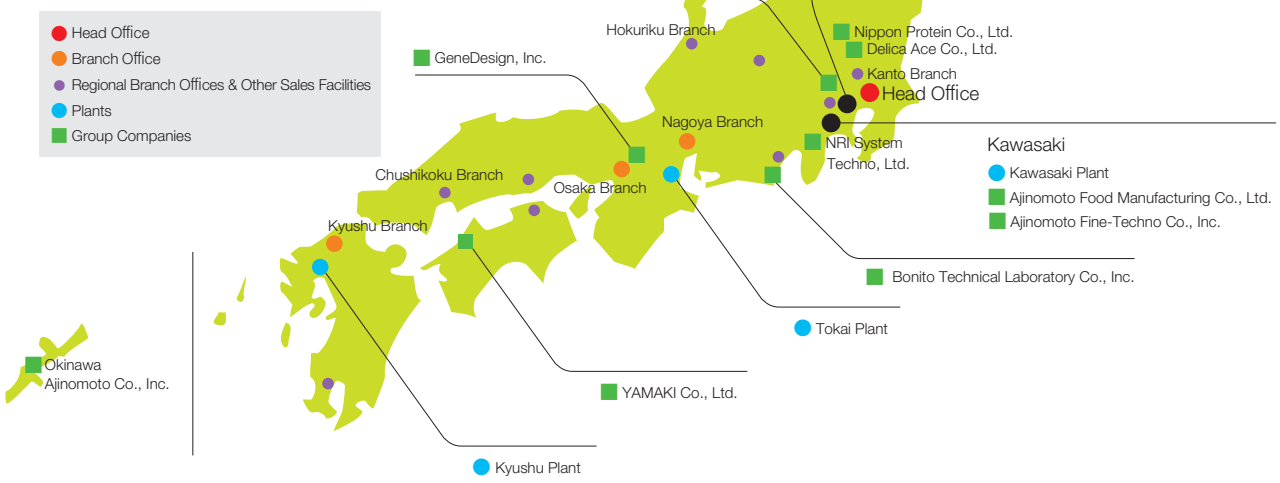 Head Office
Branch Office
Regional Branch Offices & Other Sales Facilities
Plants
Group Companies
GeneDesign, Inc.
Hokuriku Branch
Nippon Protein Co., Ltd.
Delica Ace Co., Ltd.
Kanto Branch
Head Office
Nagoya Branch
NRI System
Techno, Ltd.
Kawasaki
Kawasaki Plant
Ajinomoto Food Manufacturing Co., Ltd.
Ajinomoto Fine-Techno Co., Inc.
Chushikoku Branch
Osaka Branch
Kyushu Branch
Bonito Technical Laboratory Co., Inc.
Tokai Plant
Okinawa
Ajinomoto Co., Inc.
YAMAKI Co., Ltd.
Kyushu Plant